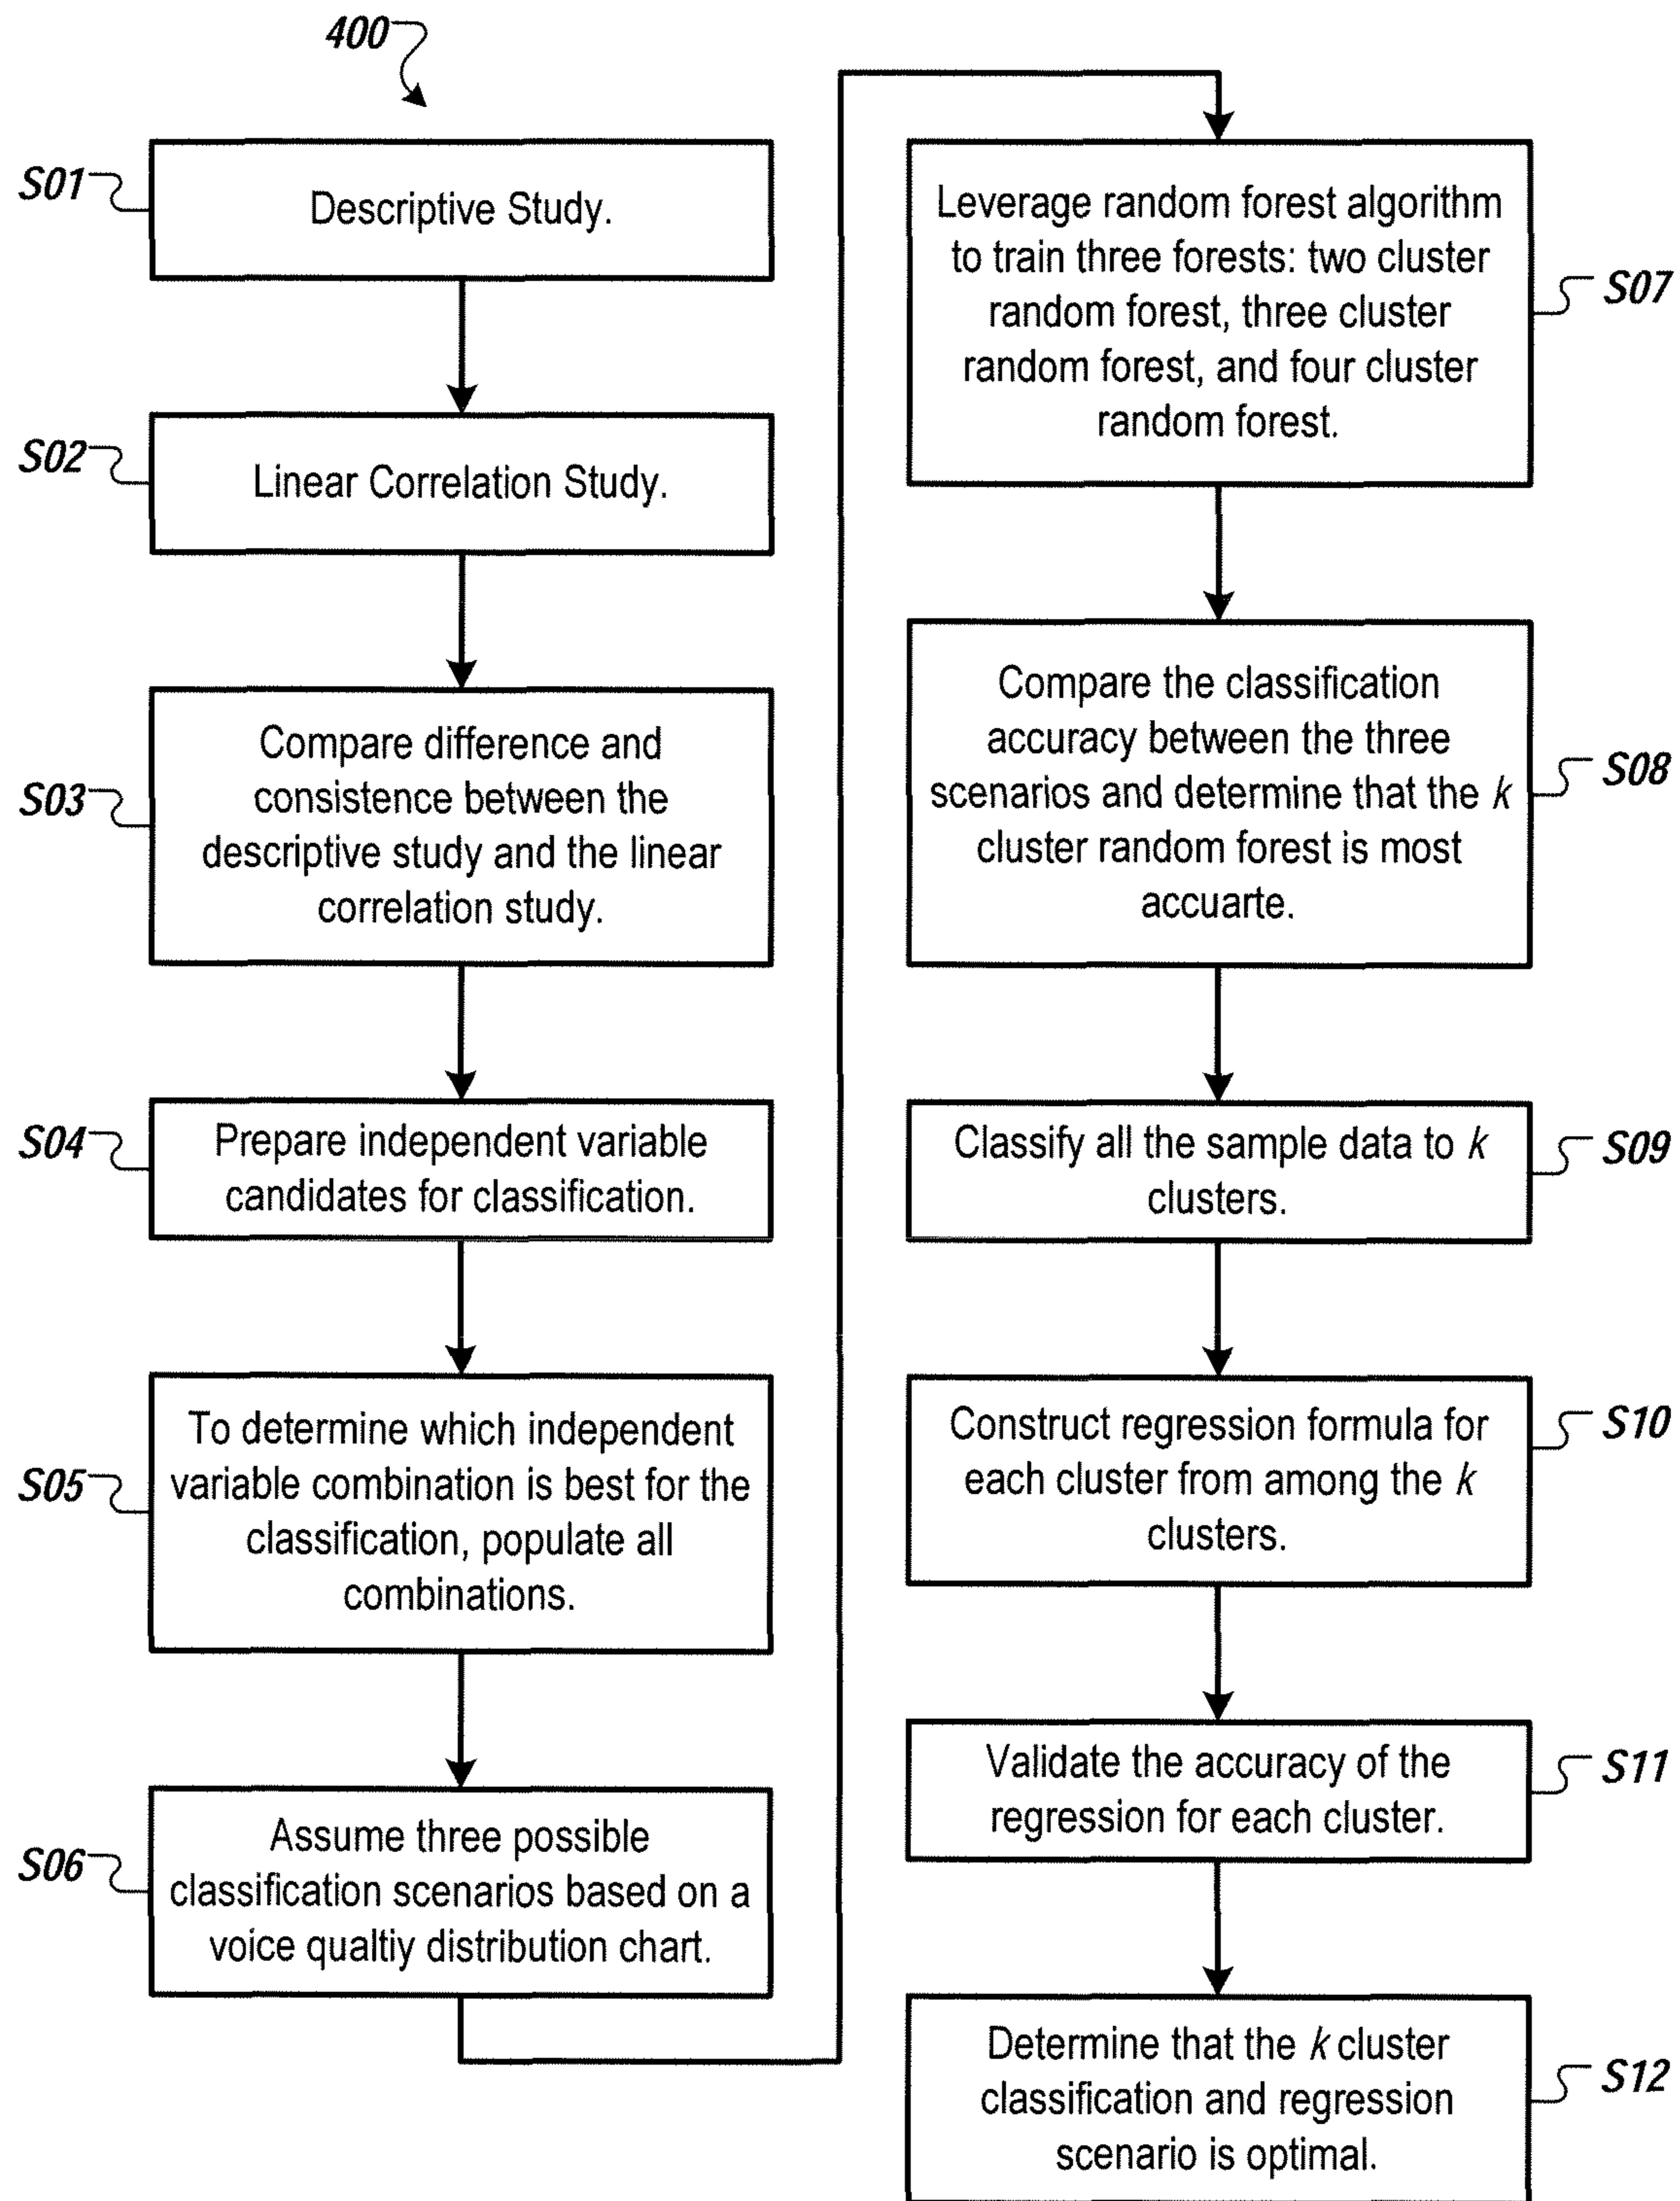 400
S01
Descriptive Study.
S02
Linear Correlation Study.
S03
Compare difference and
consistence between the
descriptive study and the linear
correlation study.
S04
Prepare independent variable
candidates for classification.
S05
To determine which independent
variable combination is best for the
classification, populate all
combinations.
S06
Assume three possible
classification scenarios based on a
voice qualtiy distribution chart.
Leverage random forest algorithm
to train three forests: two cluster
random forest, three cluster
random forest, and four cluster
random forest.
S07
Compare the classification
accuracy between the three
scenarios and determine that the k
cluster random forest is most
accuarte.
S08
Classify all the sample data to k
clusters.
S09
Construct regression formula for
each cluster from among the k
clusters.
S10
Validate the accuracy of the
regression for each cluster.
S11
Determine that the k cluster
classification and regression
scenario is optimal.
S12